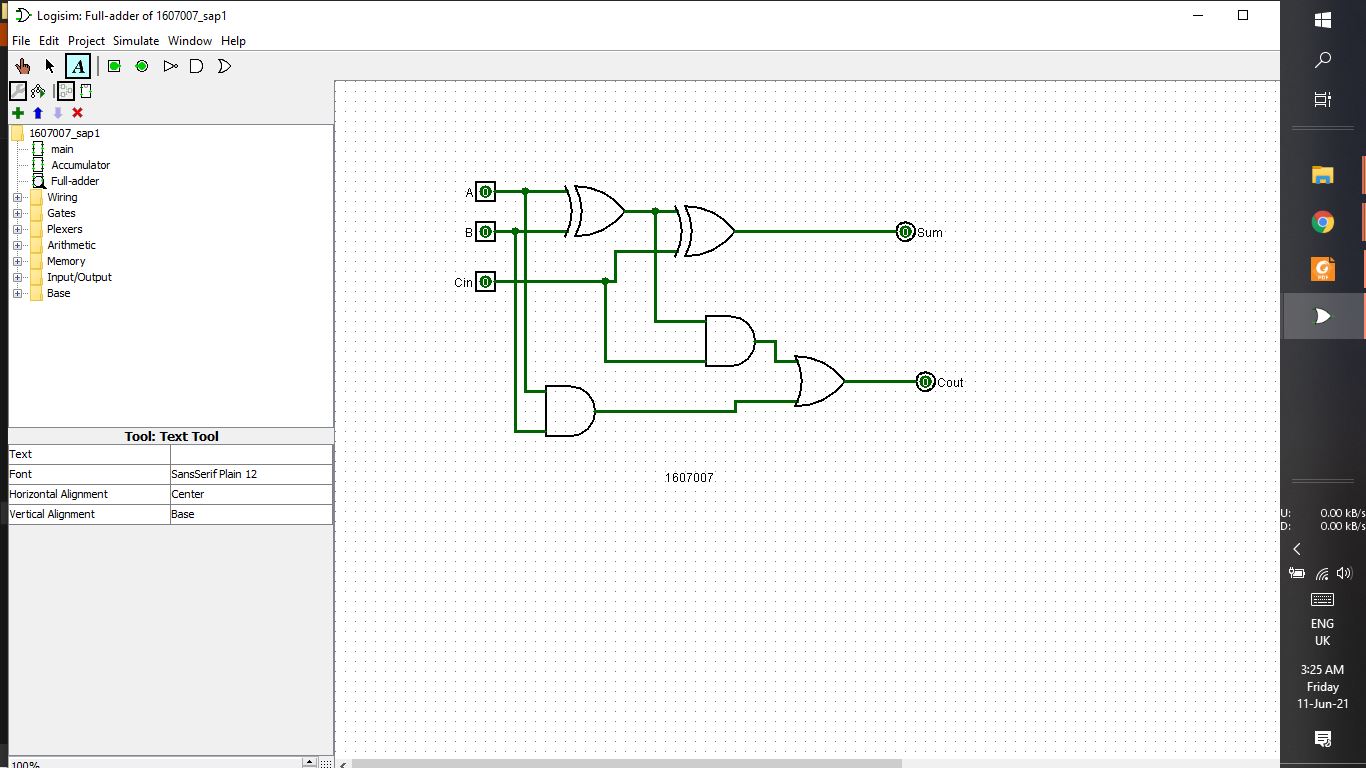 Logisim: Full-adder of 1607007_sap1
File Edit Project Simulate Window Help
A
1607007_sap1
main
Accumulator
Full-adder
Wiring
Gates
Plexers
Arithmetic
Memory
Input/Output
Base
Tool: Text Tool
Text
Font SansSerif Plain 12
Horizontal Alignment Center
Vertical Alignment Base
100%
A 0
B 0
Cin 0
0 Sum
0 Cout
1607007
G
PDF
U: 0.00 kB/s
D: 0.00 kB/s
ENG
UK
3:25 AM
Friday
11-Jun-21